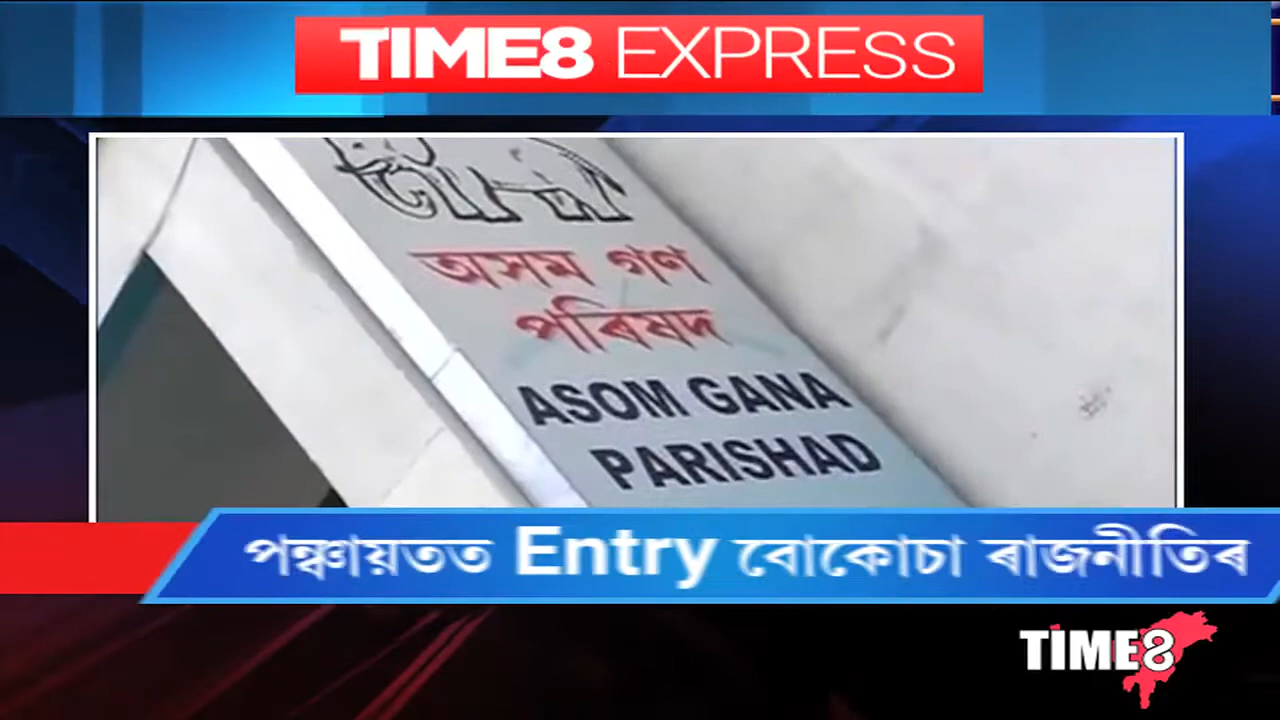 TIME8 EXPRESS
অসম গণ
পৰিষদ
ASOM GANA
PARISHAD
পঞ্চায়তত Entry বোকোচা ৰাজনীতিৰ
TIME8